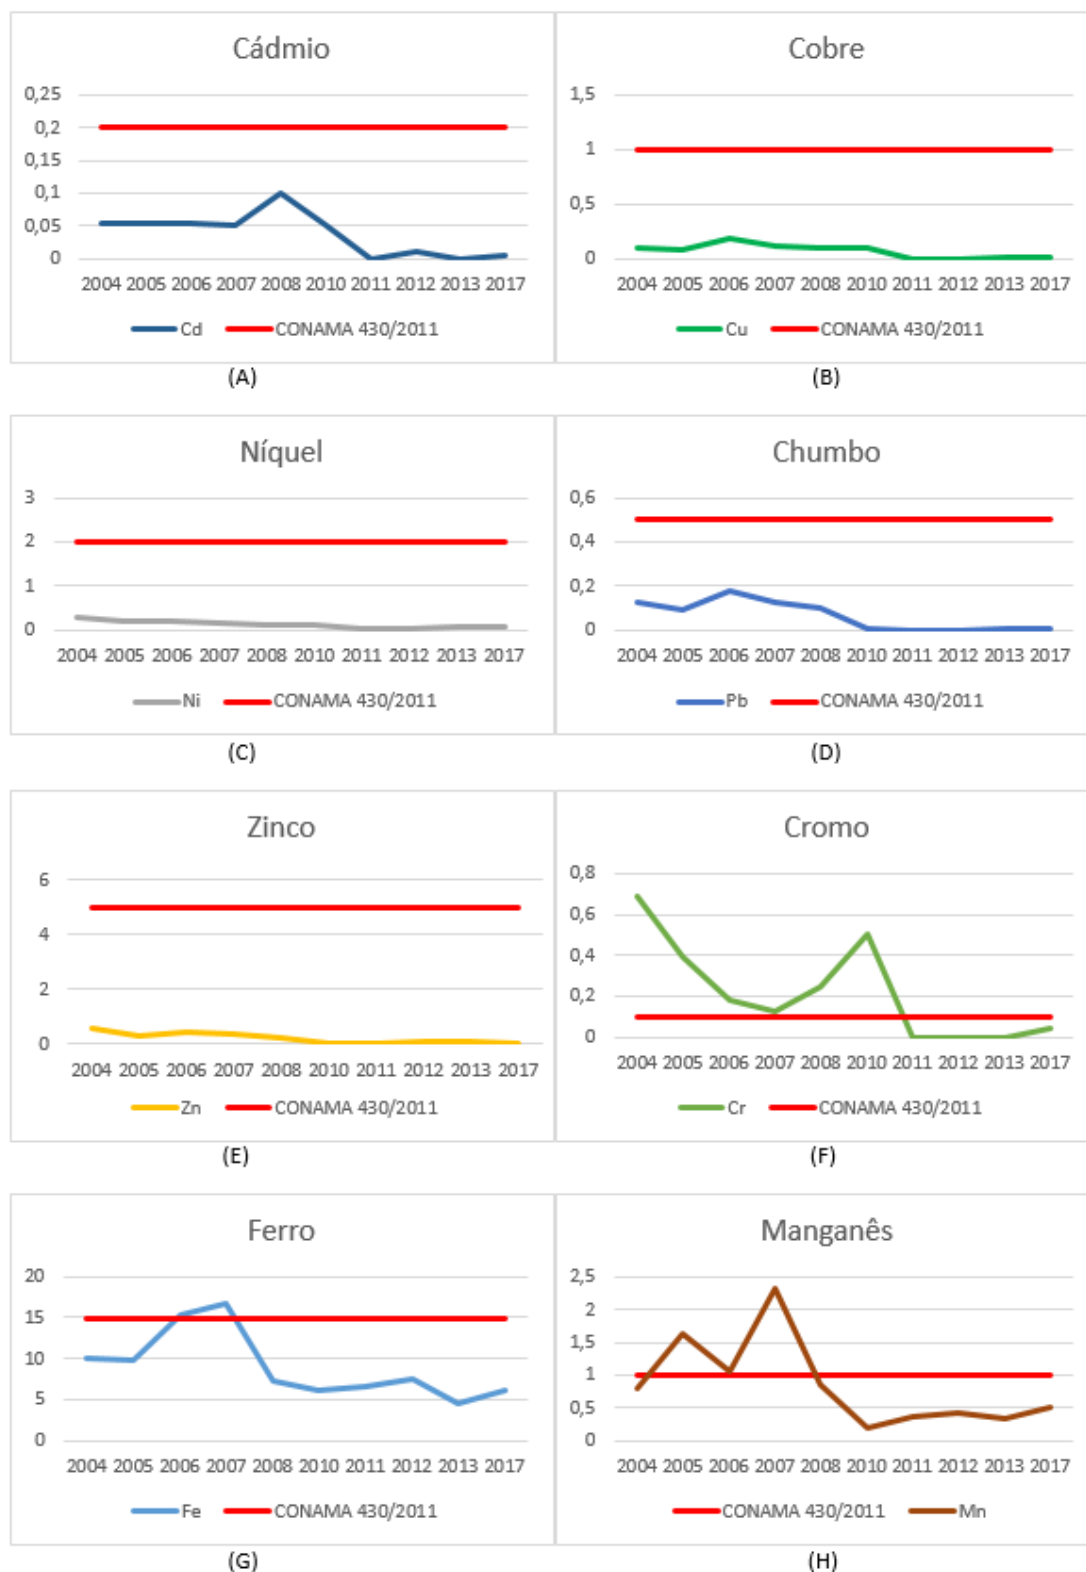 Cádmio
0,25
0,2
0,15
0,1
0,05
0
2004 2005 2006 2007 2008 2010 2011 2012 2013 2017
Cd CONAMA 430/2011
(A)
Cobre
1,5
1
0,5
0
2004 2005 2006 2007 2008 2010 2011 2012 2013 2017
Cu CONAMA 430/2011
(B)
Níquel
3
2
1
0
2004 2005 2006 2007 2008 2010 2011 2012 2013 2017
Ni CONAMA 430/2011
(C)
Chumbo
0,6
0,4
0,2
0
2004 2005 2006 2007 2008 2010 2011 2012 2013 2017
Pb CONAMA 430/2011
(D)
Zinco
6
4
2
0
2004 2005 2006 2007 2008 2010 2011 2012 2013 2017
Zn CONAMA 430/2011
(E)
Cromo
0,8
0,6
0,4
0,2
0
2004 2005 2006 2007 2008 2010 2011 2012 2013 2017
Cr CONAMA 430/2011
(F)
Ferro
20
15
10
5
0
2004 2005 2006 2007 2008 2010 2011 2012 2013 2017
Fe CONAMA 430/2011
(G)
Manganês
2,5
2
1,5
1
0,5
0
2004 2005 2006 2007 2008 2010 2011 2012 2013 2017
CONAMA 430/2011 Mn
(H)